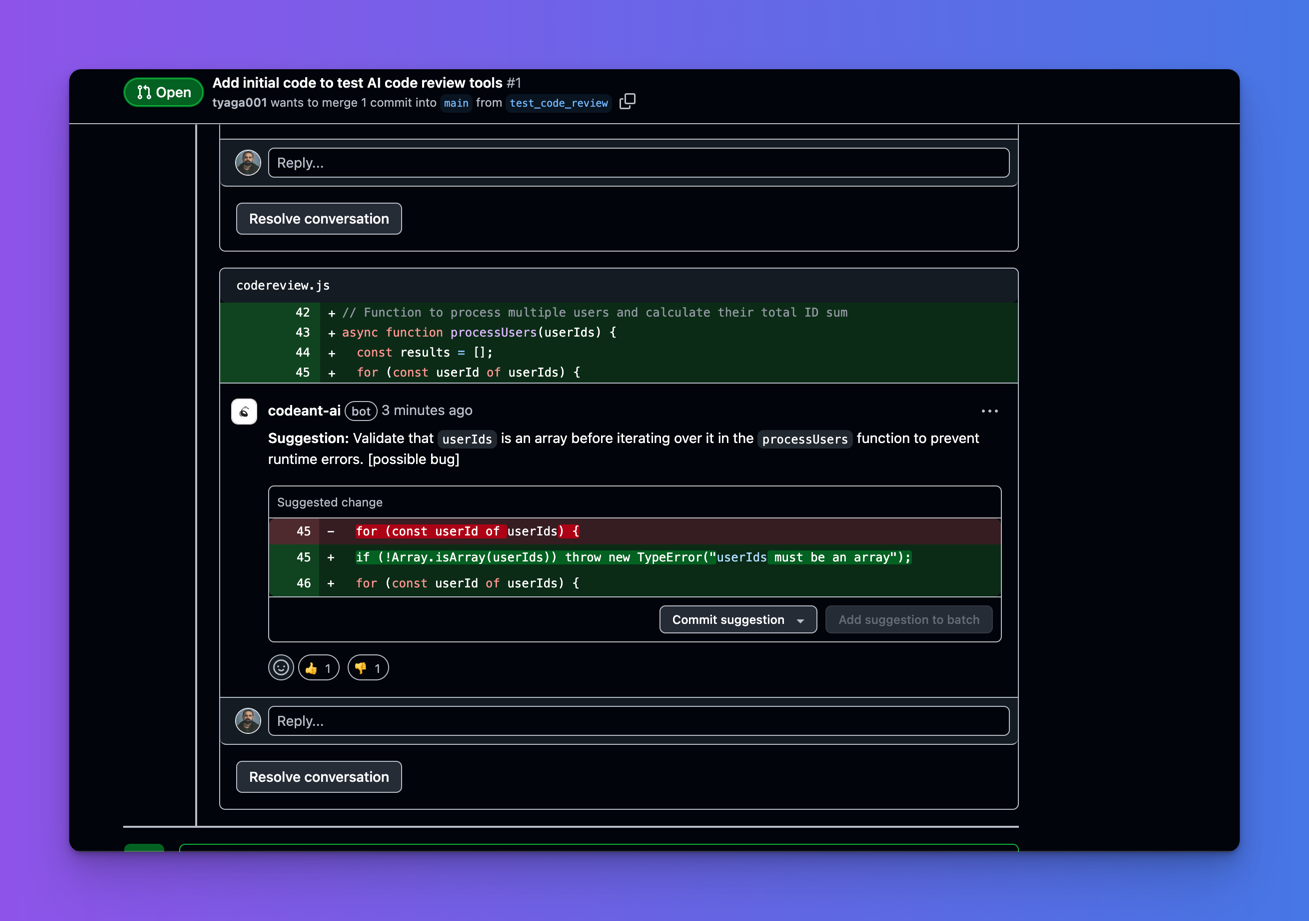 Open
Add initial code to test AI code review tools #1
tyaga001 wants to merge 1 commit into main from test_code_review
Reply...
Resolve conversation
codereview.js
42 + // Function to process multiple users and calculate their total ID sum
43 + async function processUsers(userIds) {
44 + const results = [];
45 + for (const userId of userIds) {
codeant-ai bot 3 minutes ago
Suggestion: Validate that userIds is an array before iterating over it in the processUsers function to prevent
runtime errors. [possible bug]
Suggested change
45 - for (const userId of userIds) {
45 + if (!Array.isArray(userIds)) throw new TypeError("userIds must be an array");
46 + for (const userId of userIds) {
Commit suggestion Add suggestion to batch
👍 1 👎 1
Reply...
Resolve conversation